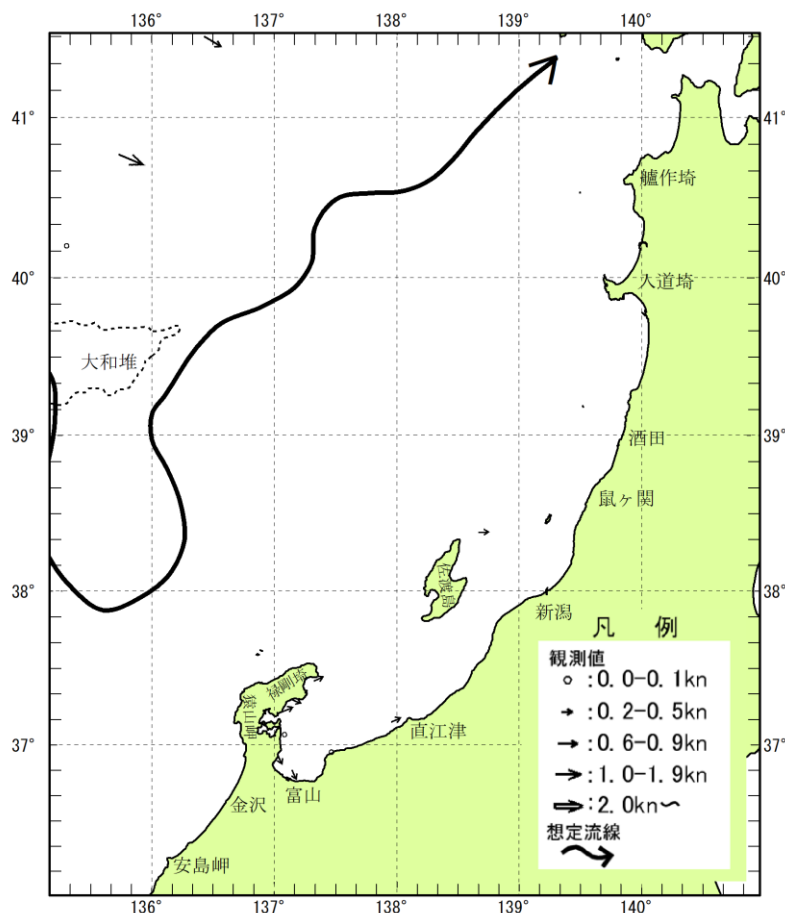 136° 137° 138° 139° 140°
41°
41°
艫作埼
40°
入道埼
40°
大和堆
39°
酒田
39°
鼠ヶ関
38°
佐渡島
新潟
38°
凡 例
観測値
:0.0-0.1kn
:0.2-0.5kn
:0.6-0.9kn
:1.0-1.9kn
:2.0kn~
想定流線
禄剛埼
猿山岬
37°
直江津
37°
富山
金沢
安島岬
136° 137° 138° 139° 140°